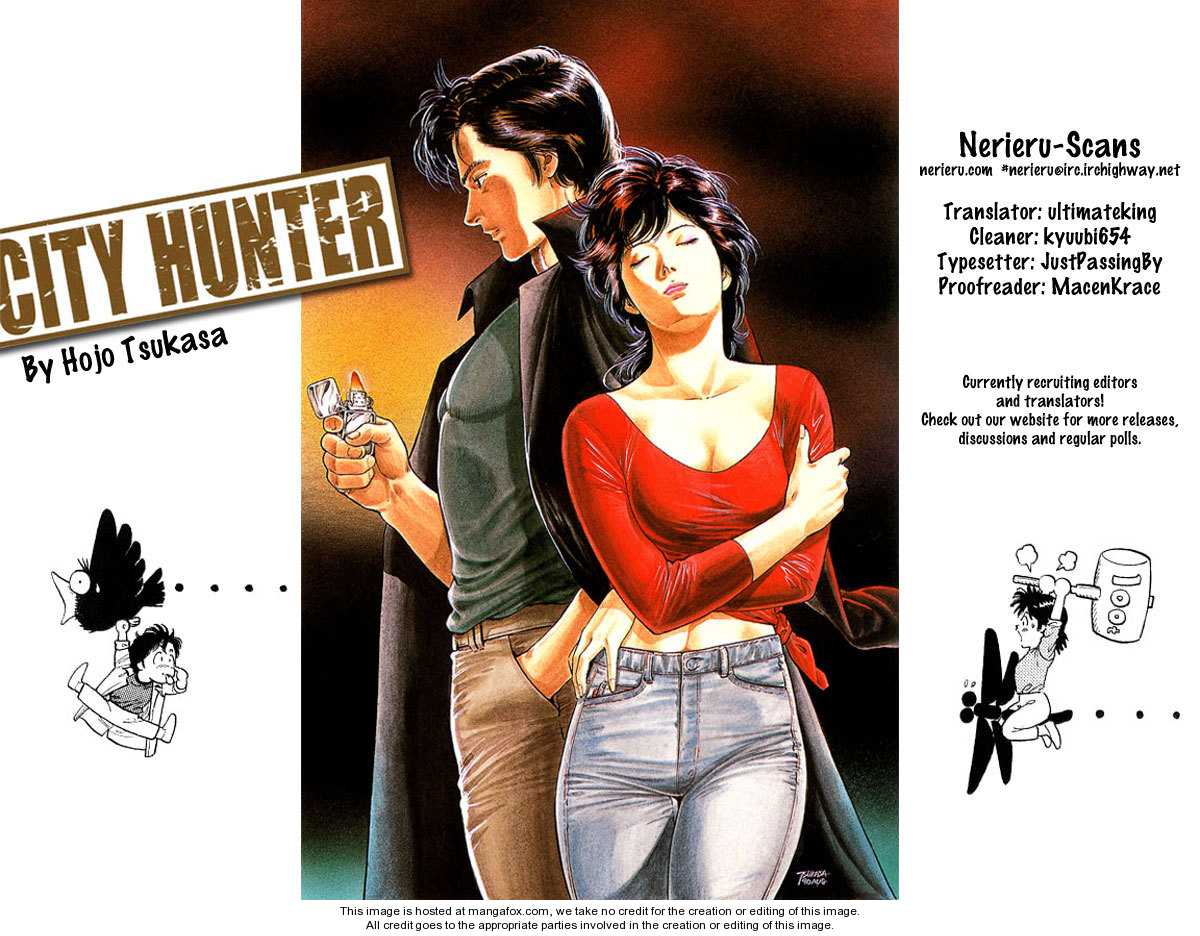 CITY HUNTER
By Hojo Tsukasa
Nerieru-Scans
nerieru.com #nerieru@irc.irchighway.net
Translator: ultimateking
Cleaner: kyuubi654
Typesetter: JustPassingBy
Proofreader: MacenKrace
Currently recruiting editors
and translators!
Check out our website for more releases,
discussions and regular polls.
This image is hosted at mangafox.com, we take no credit for the creation or editing of this image.
All credit goes to the appropriate parties involved in the creation or editing of this image.